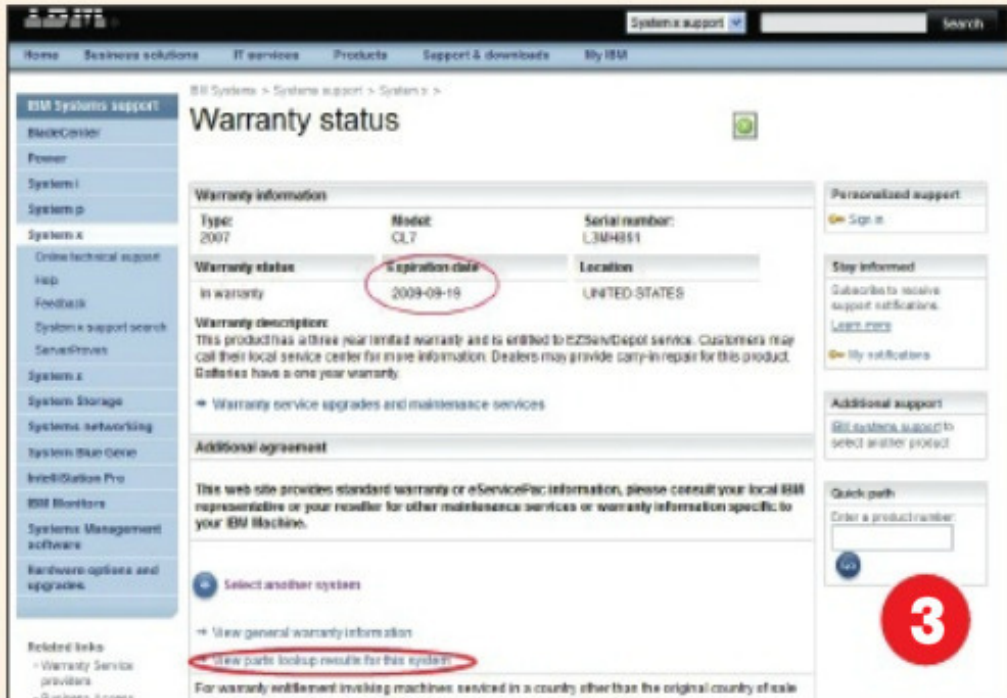 IBM
System x support
Search
Home Business solutions IT services Products Support & downloads My IBM
IBM Systems > Systems support > System x >
Warranty status
IBM Systems support
BladeCenter
Power
System i
System p
System x
Online technical support
Help
Feedback
System x support search
ServerProven
System z
System Storage
Systems networking
System Blue Gene
IntelliStation Pro
IBM Monitors
Systems Management
software
Hardware options and
upgrades
Related links
- Warranty Service
providers
- Business Access
Warranty information
Type: Model: Serial number:
2007 CL7
Warranty status Expiration date Location
In warranty 2009-09-19 UNITED STATES
Warranty description:
This product has a three year limited warranty and is entitled to EZServ/Depot service. Customers may
call their local service center for more information. Dealers may provide carry-in repair for this product.
Batteries have a one year warranty.
Warranty service upgrades and maintenance services
Additional agreement
This web site provides standard warranty or eServicePac information, please consult your local IBM
representative or your reseller for other maintenance services or warranty information specific to
your IBM Machine.
Select another system
View general warranty information
View parts lookup results for this system
For warranty entitlement involving machines serviced in a country other than the original country of sale
Personalized support
Sign in
Stay informed
Subscribe to receive
support notifications.
Learn more
My notifications
Additional support
IBM systems support to
select another product
Quick path
Enter a product number:
Go
3